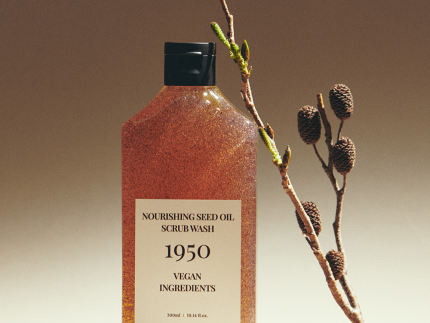 NOURISHING SEED OIL
SCRUB WASH
1950
VEGAN
INGREDIENTS
300ml | 10.14 fl oz.